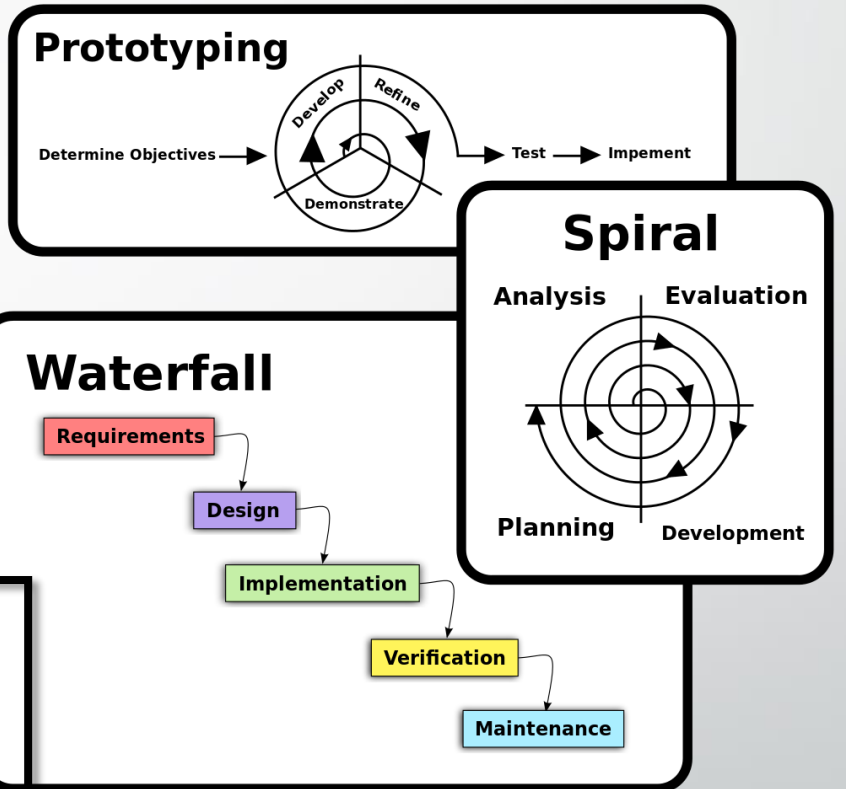 Prototyping
Develop
Refine
Determine Objectives
Test
Impement
Demonstrate
Spiral
Analysis
Evaluation
Planning
Development
Waterfall
Requirements
Design
Implementation
Verification
Maintenance